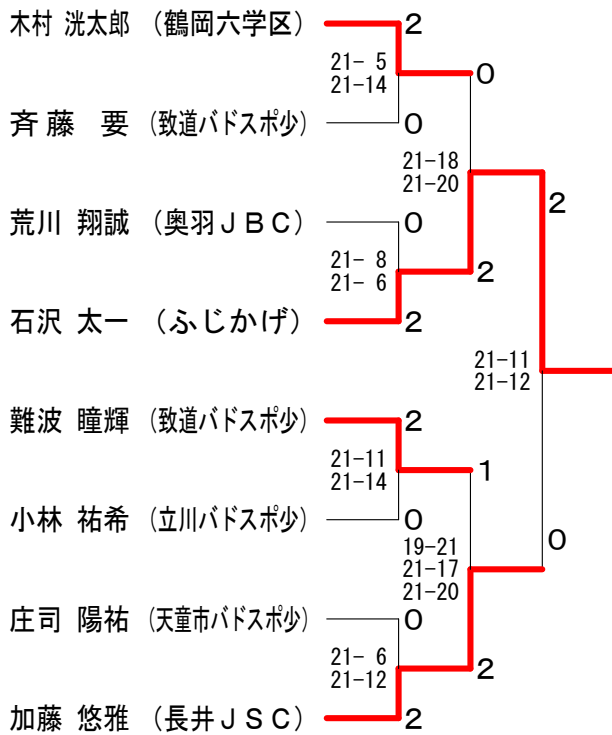 木村 洸太郎 （鶴岡六学区） 2
21- 5
21-14
0
斉藤 要 （致道バドスポ少） 0
21-18
21-20
2
荒川 翔誠 （奥羽ＪＢＣ） 0
21- 8
21- 6
2
石沢 太一 （ふじかげ） 2
21-11
21-12
難波 瞳輝 （致道バドスポ少） 2
21-11
21-14
1
小林 祐希 （立川バドスポ少） 0
19-21
21-17
21-20
0
庄司 陽祐 （天童市バドスポ少） 0
21- 6
21-12
2
加藤 悠雅 （長井ＪＳＣ） 2